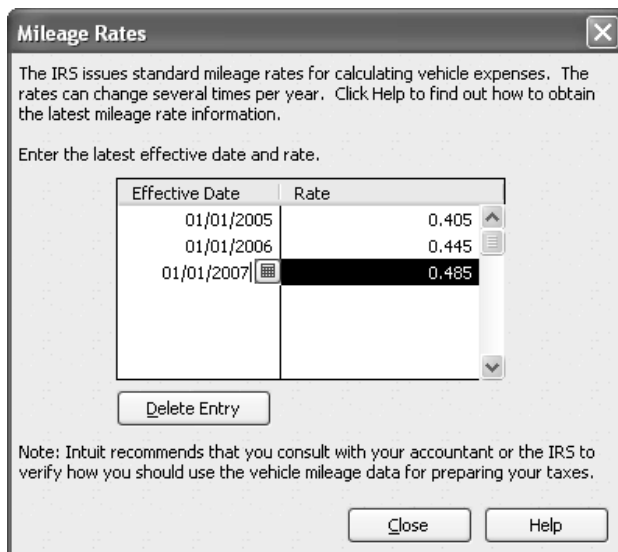 Mileage Rates
The IRS issues standard mileage rates for calculating vehicle expenses. The
rates can change several times per year. Click Help to find out how to obtain
the latest mileage rate information.
Enter the latest effective date and rate.
Effective Date Rate
01/01/2005 0.405
01/01/2006 0.445
01/01/2007 0.485
Delete Entry
Note: Intuit recommends that you consult with your accountant or the IRS to
verify how you should use the vehicle mileage data for preparing your taxes.
Close Help